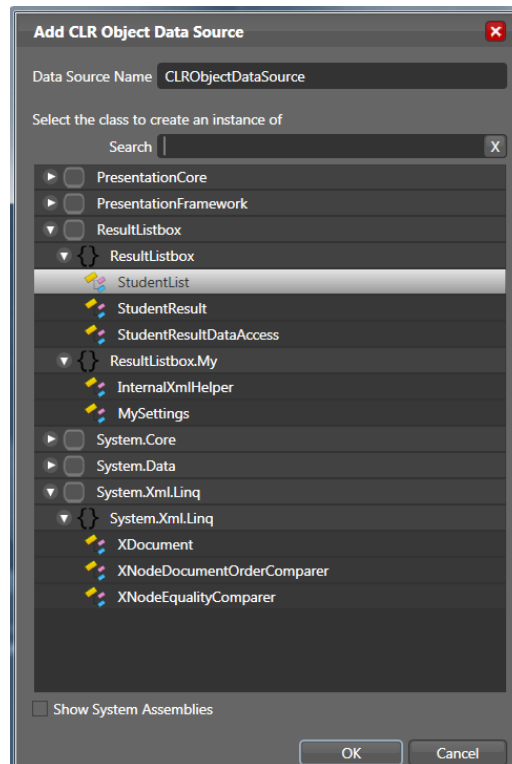 Add CLR Object Data Source
Data Source Name CLRObjectDataSource
Select the class to create an instance of
Search X
PresentationCore
PresentationFramework
ResultListbox
{} ResultListbox
StudentList
StudentResult
StudentResultDataAccess
{} ResultListbox.My
InternalXmlHelper
MySettings
System.Core
System.Data
System.Xml.Linq
{} System.Xml.Linq
XDocument
XNodeDocumentOrderComparer
XNodeEqualityComparer
Show System Assemblies
OK Cancel